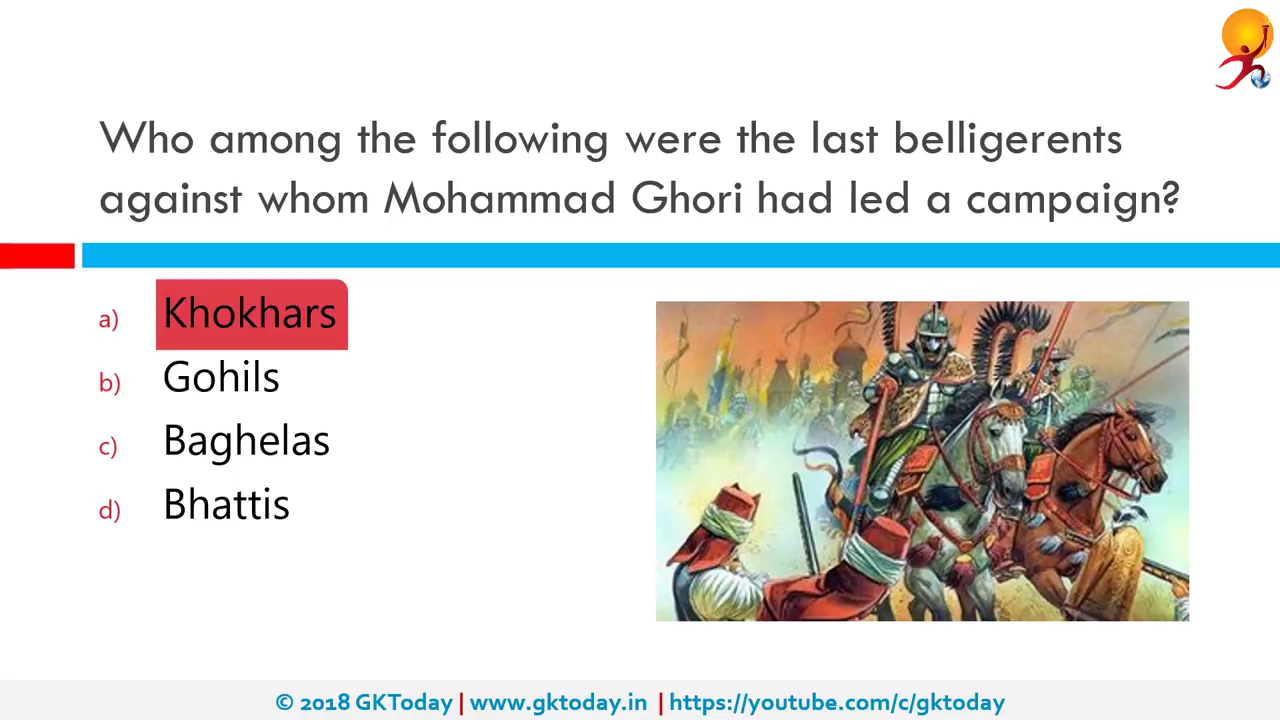 Who among the following were the last belligerents
against whom Mohammad Ghori had led a campaign?
a) Khokhars
b) Gohils
c) Baghelas
d) Bhattis
© 2018 GKToday | www.gktoday.in | https://youtube.com/c/gktoday